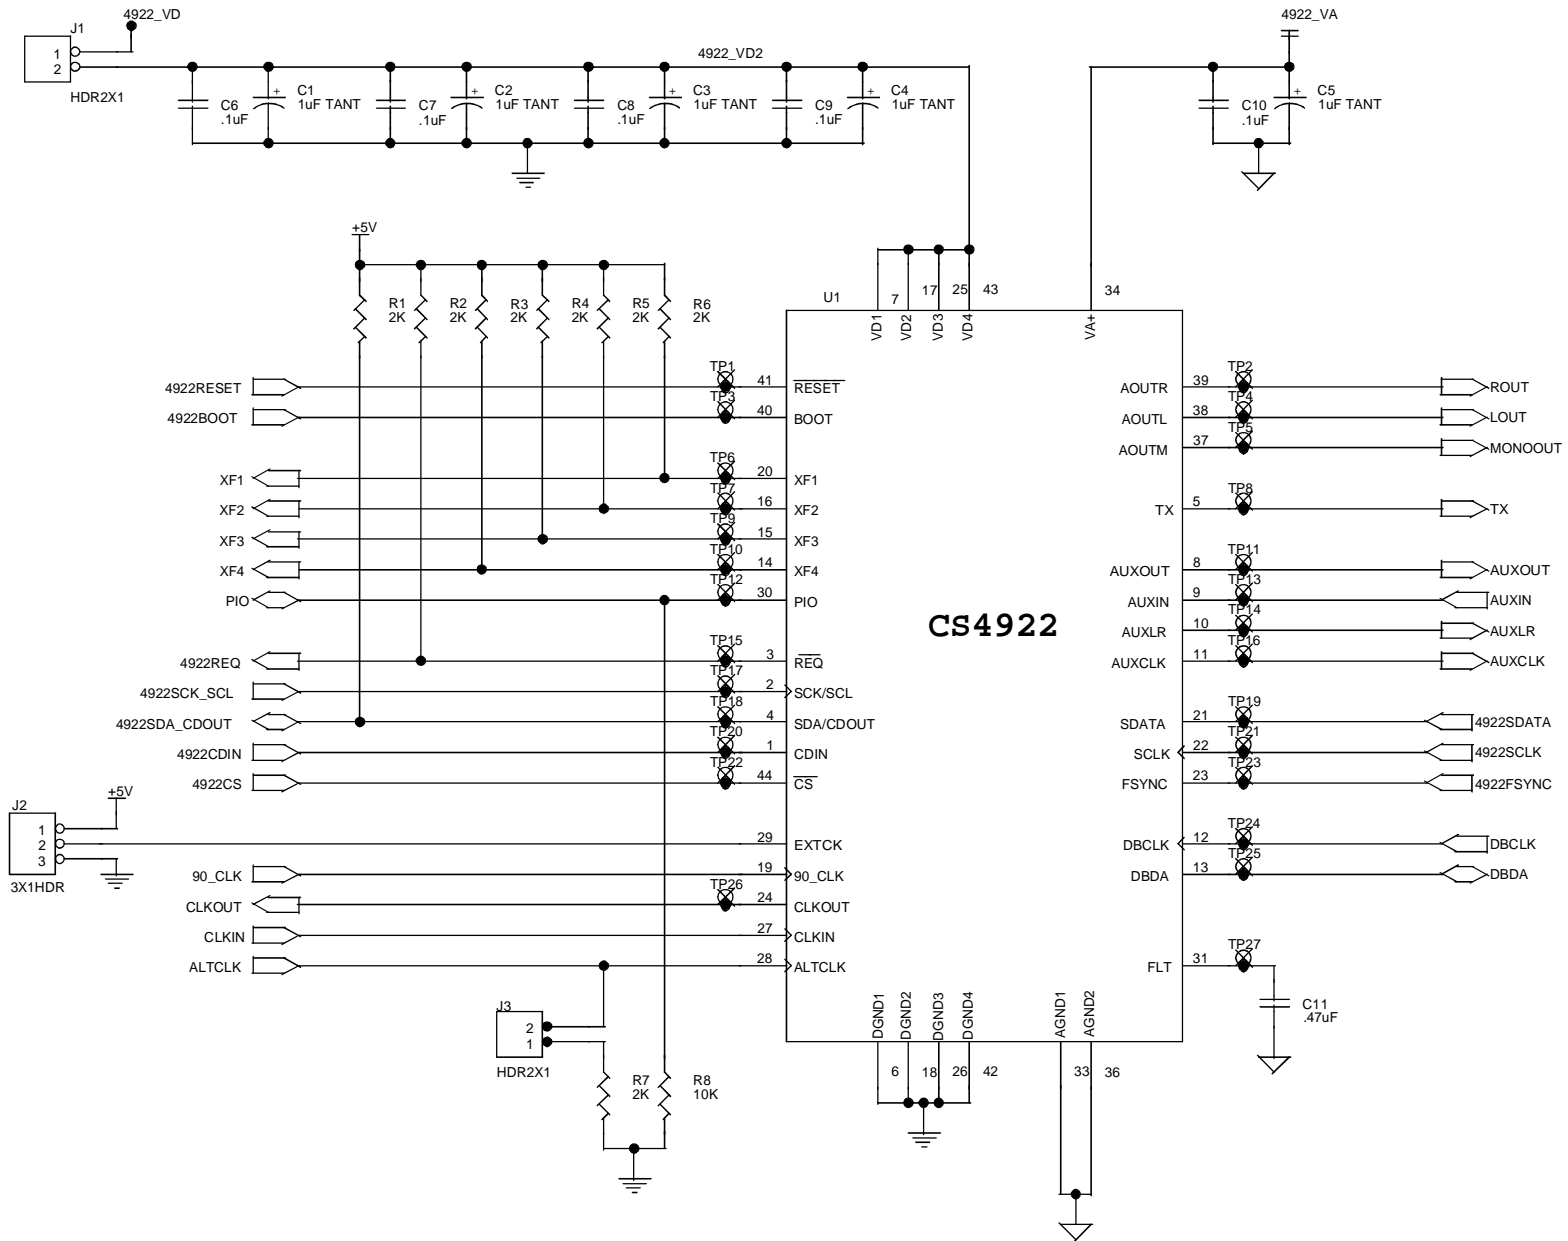 4922_VD
4922_VA
J1
1
2
HDR2X1
4922_VD2
C6
.1uF
+
C1
1uF TANT
C7
.1uF
+
C2
1uF TANT
C8
.1uF
+
C3
1uF TANT
C9
.1uF
+
C4
1uF TANT
C10
.1uF
+
C5
1uF TANT
+5V
R1
2K
R2
2K
R3
2K
R4
2K
R5
2K
R6
2K
U1
7
17
25
43
34
VD1
VD2
VD3
VD4
VA+
4922RESET
TP1
41
RESET
4922BOOT
TP3
40
BOOT
XF1
TP6
20
XF1
XF2
TP7
16
XF2
XF3
TP9
15
XF3
XF4
TP10
14
XF4
PIO
TP12
30
PIO
4922REQ
TP15
3
REQ
4922SCK_SCL
TP17
2
SCK/SCL
4922SDA_CDOUT
TP18
4
SDA/CDOUT
4922CDIN
TP20
1
CDIN
4922CS
TP22
44
CS
J2
+5V
1
2
3
3X1HDR
29
EXTCK
90_CLK
19
90_CLK
CLKOUT
TP26
24
CLKOUT
CLKIN
27
CLKIN
ALTCLK
28
ALTCLK
CS4922
AOUTR
39
TP2
ROUT
AOUTL
38
TP4
LOUT
AOUTM
37
TP5
MONOOUT
TX
5
TP8
TX
AUXOUT
8
TP11
AUXOUT
AUXIN
9
TP13
AUXIN
AUXLR
10
TP14
AUXLR
AUXCLK
11
TP16
AUXCLK
SDATA
21
TP19
4922SDATA
SCLK
22
TP21
4922SCLK
FSYNC
23
TP23
4922FSYNC
DBCLK
12
TP24
DBCLK
DBDA
13
TP25
DBDA
FLT
31
TP27
C11
.47uF
J3
2
1
HDR2X1
R7
2K
R8
10K
DGND1
DGND2
DGND3
DGND4
AGND1
AGND2
6
18
26
42
33
36